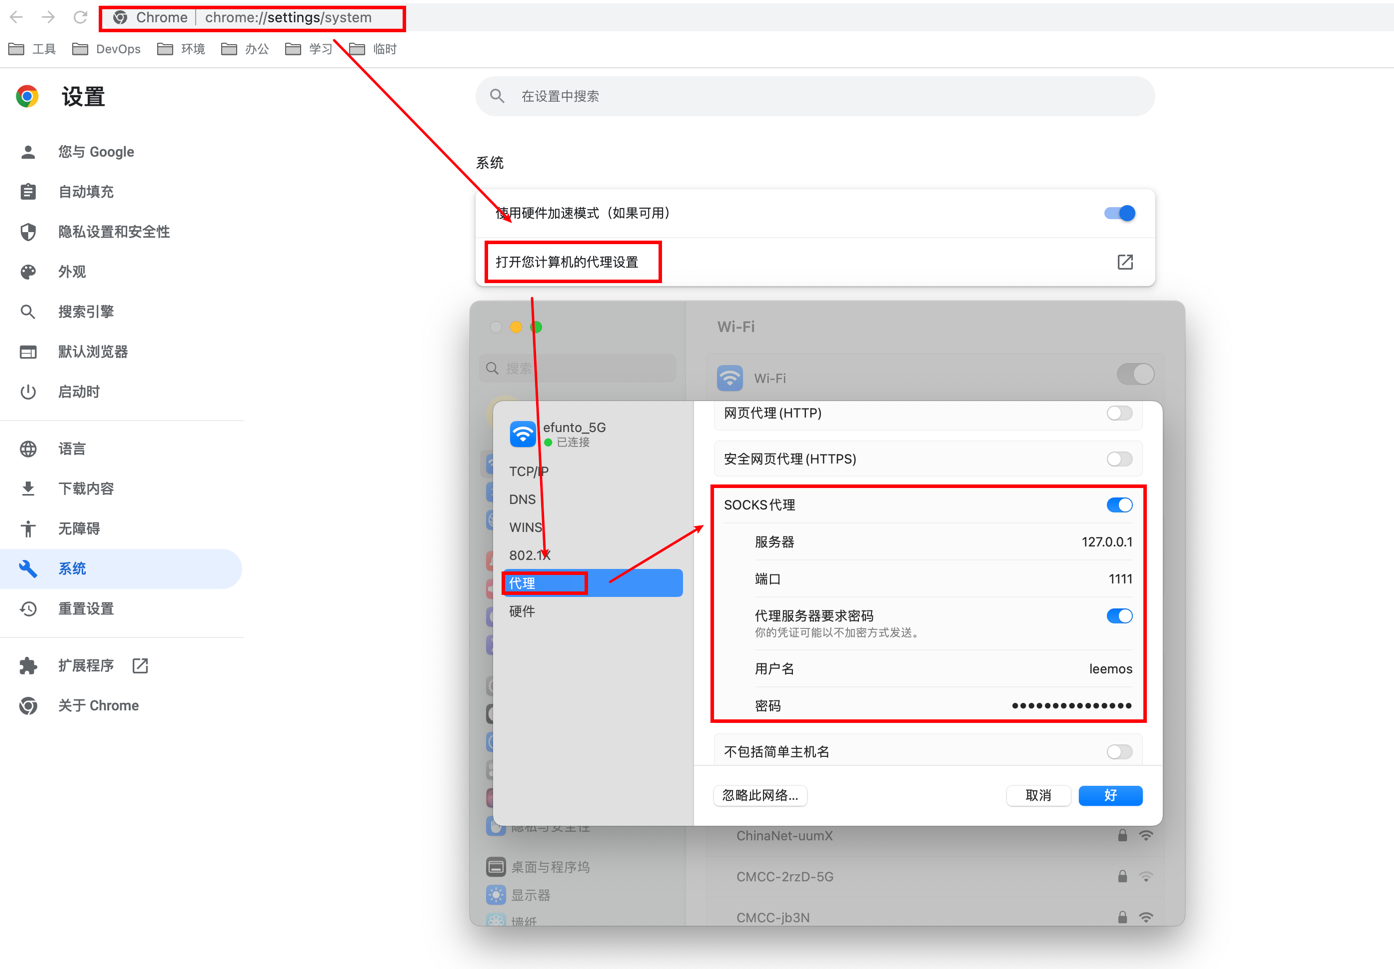 Chrome | chrome://settings/system
工具 DevOps 环境 办公 学习 临时
设置
在设置中搜索
您与 Google
自动填充
隐私设置和安全性
外观
搜索引擎
默认浏览器
启动时
语言
下载内容
无障碍
系统
重置设置
扩展程序
关于 Chrome
系统
使用硬件加速模式（如果可用）
打开您计算机的代理设置
Wi-Fi
搜索
Wi-Fi
efunto_5G
已连接
TCP/IP
DNS
WINS
802.1X
代理
硬件
网页代理(HTTP)
安全网页代理(HTTPS)
SOCKS代理
服务器 127.0.0.1
端口 1111
代理服务器要求密码
你的凭证可能以不加密方式发送。
用户名 leemos
密码 ●●●●●●●●●●●●●●●
不包括简单主机名
忽略此网络... 取消 好
隐私与安全性
桌面与程序坞
显示器
墙纸
ChinaNet-uumX
CMCC-2rzD-5G
CMCC-jb3N